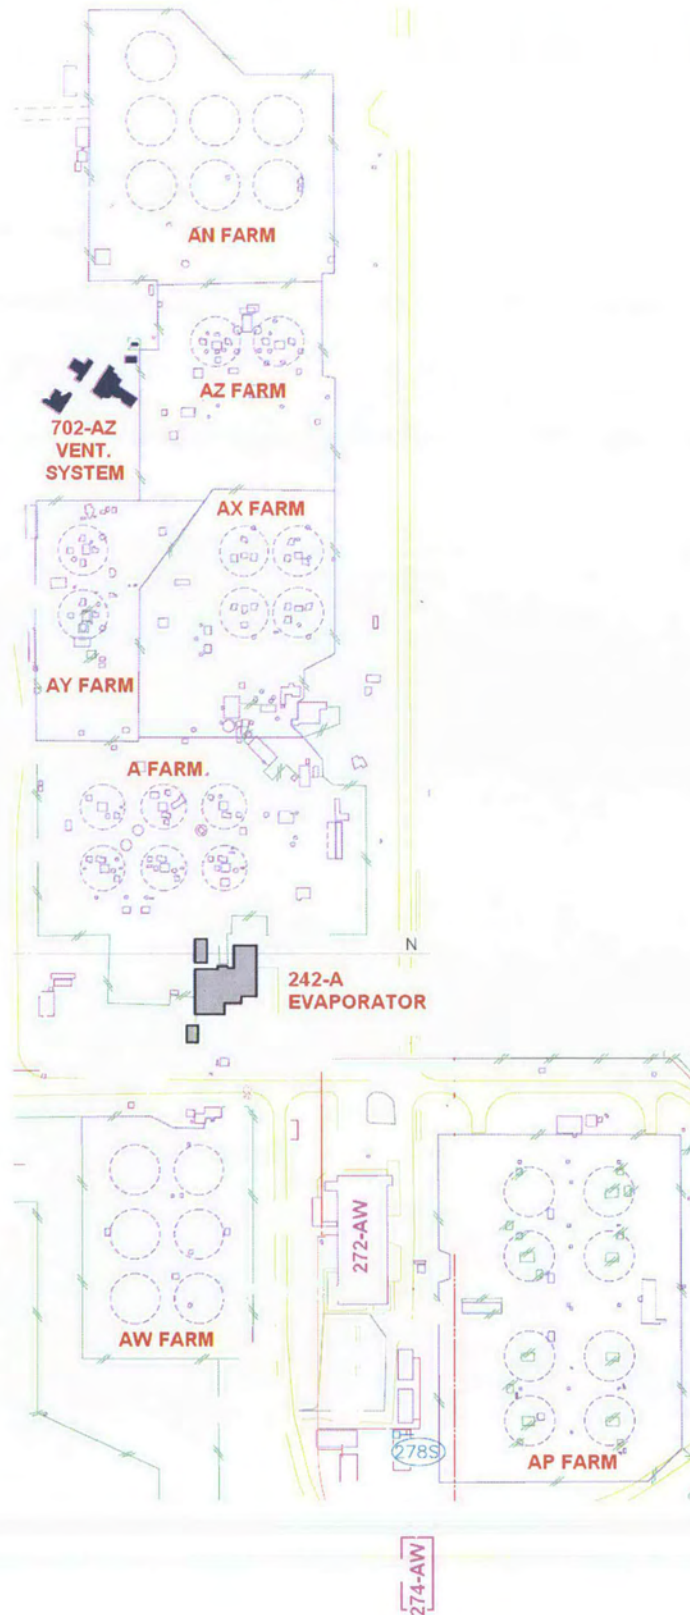 AN FARM
AZ FARM
702-AZ
VENT.
SYSTEM
AX FARM
AY FARM
A FARM.
N
242-A
EVAPORATOR
272-AW
AW FARM
278S
AP FARM
274-AW